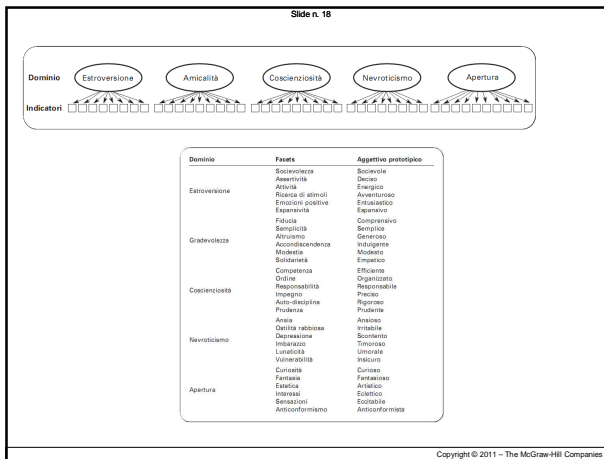 Slide n. 18
Dominio Estroversione Amicalità Coscienziosità Nevroticismo Apertura
Indicatori
Dominio Facets Aggettivo prototipico
Estroversione
Socievolezza Socievole
Assertività Deciso
Attività Energico
Ricerca di stimoli Avventuroso
Emozioni positive Entusiastico
Espansività Espansivo
Gradevolezza
Fiducia Comprensivo
Semplicità Semplice
Altruismo Generoso
Accondiscendenza Indulgente
Modestia Modesto
Solidarietà Empatico
Coscienziosità
Competenza Efficiente
Ordine Organizzato
Responsabilità Responsabile
Impegno Preciso
Auto-disciplina Rigoroso
Prudenza Prudente
Nevroticismo
Ansia Ansioso
Ostilità rabbiosa Irritabile
Depressione Scontento
Imbarazzo Timoroso
Lunaticità Umorale
Vulnerabilità Insicuro
Apertura
Curiosità Curioso
Fantasia Fantasioso
Estetica Artistico
Interessi Eclettico
Sensazioni Eccitabile
Anticonformismo Anticonformista
Copyright © 2011 – The McGraw-Hill Companies